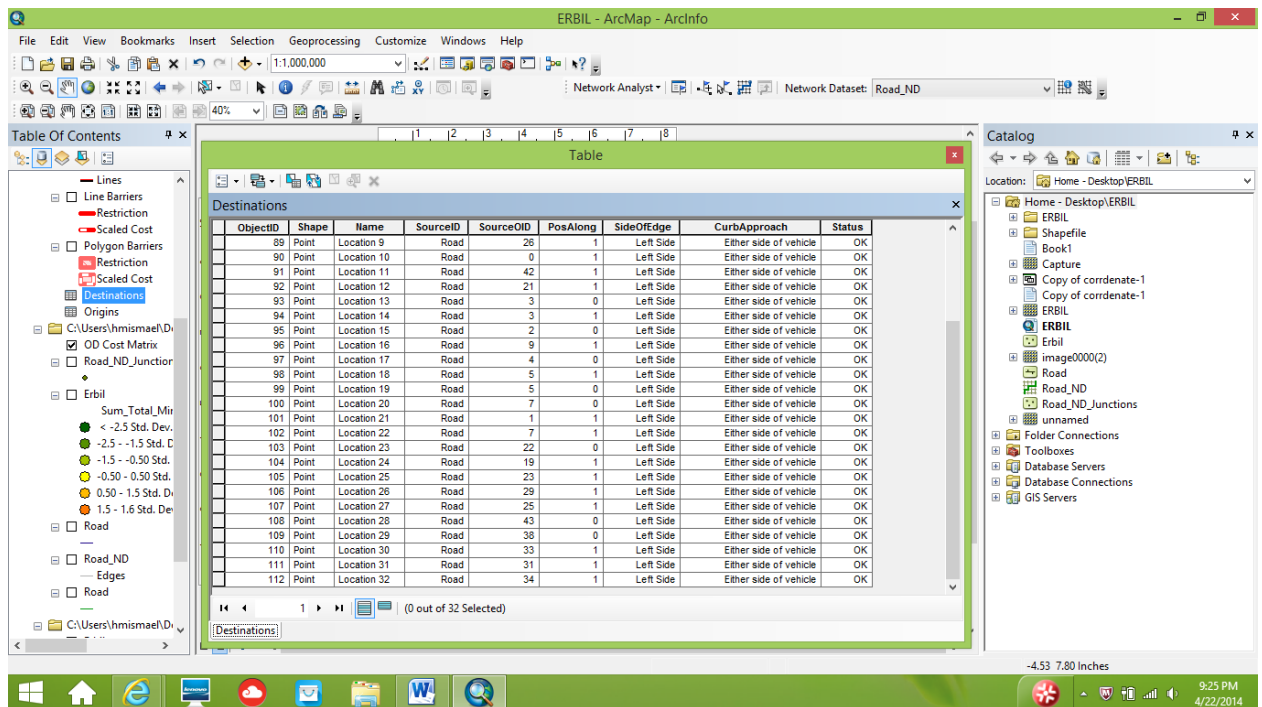 ERBIL - ArcMap - ArcInfo
File Edit View Bookmarks Insert Selection Geoprocessing Customize Windows Help
1:1,000,000
Network Analyst Network Dataset: Road_ND
40%
Table Of Contents
Lines
Line Barriers
Restriction
Scaled Cost
Polygon Barriers
Restriction
Scaled Cost
Destinations
Origins
C:\Users\hmismael\De
OD Cost Matrix
Road_ND_Junction
Erbil
Sum_Total_Min
< -2.5 Std. Dev.
-2.5 - -1.5 Std. D
-1.5 - -0.50 Std.
-0.50 - 0.50 Std.
0.50 - 1.5 Std. De
1.5 - 1.6 Std. Dev
Road
Road_ND
Edges
Road
C:\Users\hmismael\De
1 2 3 4 5 6 7 8
Table
Destinations
ObjectID Shape Name SourceID SourceOID PosAlong SideOfEdge CurbApproach Status
89 Point Location 9 Road 26 1 Left Side Either side of vehicle OK
90 Point Location 10 Road 0 1 Left Side Either side of vehicle OK
91 Point Location 11 Road 42 1 Left Side Either side of vehicle OK
92 Point Location 12 Road 21 1 Left Side Either side of vehicle OK
93 Point Location 13 Road 3 0 Left Side Either side of vehicle OK
94 Point Location 14 Road 3 1 Left Side Either side of vehicle OK
95 Point Location 15 Road 2 0 Left Side Either side of vehicle OK
96 Point Location 16 Road 9 1 Left Side Either side of vehicle OK
97 Point Location 17 Road 4 0 Left Side Either side of vehicle OK
98 Point Location 18 Road 5 1 Left Side Either side of vehicle OK
99 Point Location 19 Road 5 0 Left Side Either side of vehicle OK
100 Point Location 20 Road 7 0 Left Side Either side of vehicle OK
101 Point Location 21 Road 1 1 Left Side Either side of vehicle OK
102 Point Location 22 Road 7 1 Left Side Either side of vehicle OK
103 Point Location 23 Road 22 0 Left Side Either side of vehicle OK
104 Point Location 24 Road 19 1 Left Side Either side of vehicle OK
105 Point Location 25 Road 23 1 Left Side Either side of vehicle OK
106 Point Location 26 Road 29 1 Left Side Either side of vehicle OK
107 Point Location 27 Road 25 1 Left Side Either side of vehicle OK
108 Point Location 28 Road 43 0 Left Side Either side of vehicle OK
109 Point Location 29 Road 38 0 Left Side Either side of vehicle OK
110 Point Location 30 Road 33 1 Left Side Either side of vehicle OK
111 Point Location 31 Road 31 1 Left Side Either side of vehicle OK
112 Point Location 32 Road 34 1 Left Side Either side of vehicle OK
1 (0 out of 32 Selected)
Destinations
Catalog
Location: Home - Desktop\ERBIL
Home - Desktop\ERBIL
ERBIL
Shapefile
Book1
Capture
Copy of corrdenate-1
Copy of corrdenate-1
ERBIL
ERBIL
Erbil
image0000(2)
Road
Road_ND
Road_ND_Junctions
unnamed
Folder Connections
Toolboxes
Database Servers
Database Connections
GIS Servers
-4.53 7.80 Inches
lenovo
9:25 PM
4/22/2014